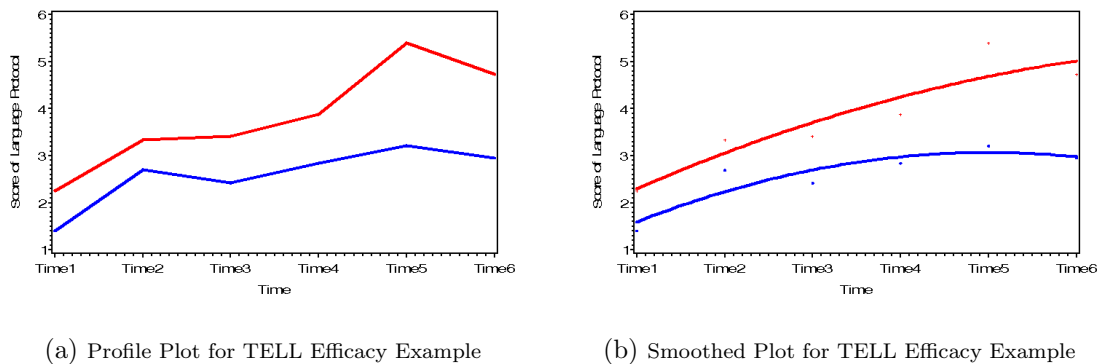 6
5
4
3
2
1
Score of Language Protocol
Time1 Time2 Time3 Time4 Time5 Time6
Time
(a) Profile Plot for TELL Efficacy Example
6
5
4
3
2
1
Score of Language Protocol
Time1 Time2 Time3 Time4 Time5 Time6
Time
(b) Smoothed Plot for TELL Efficacy Example